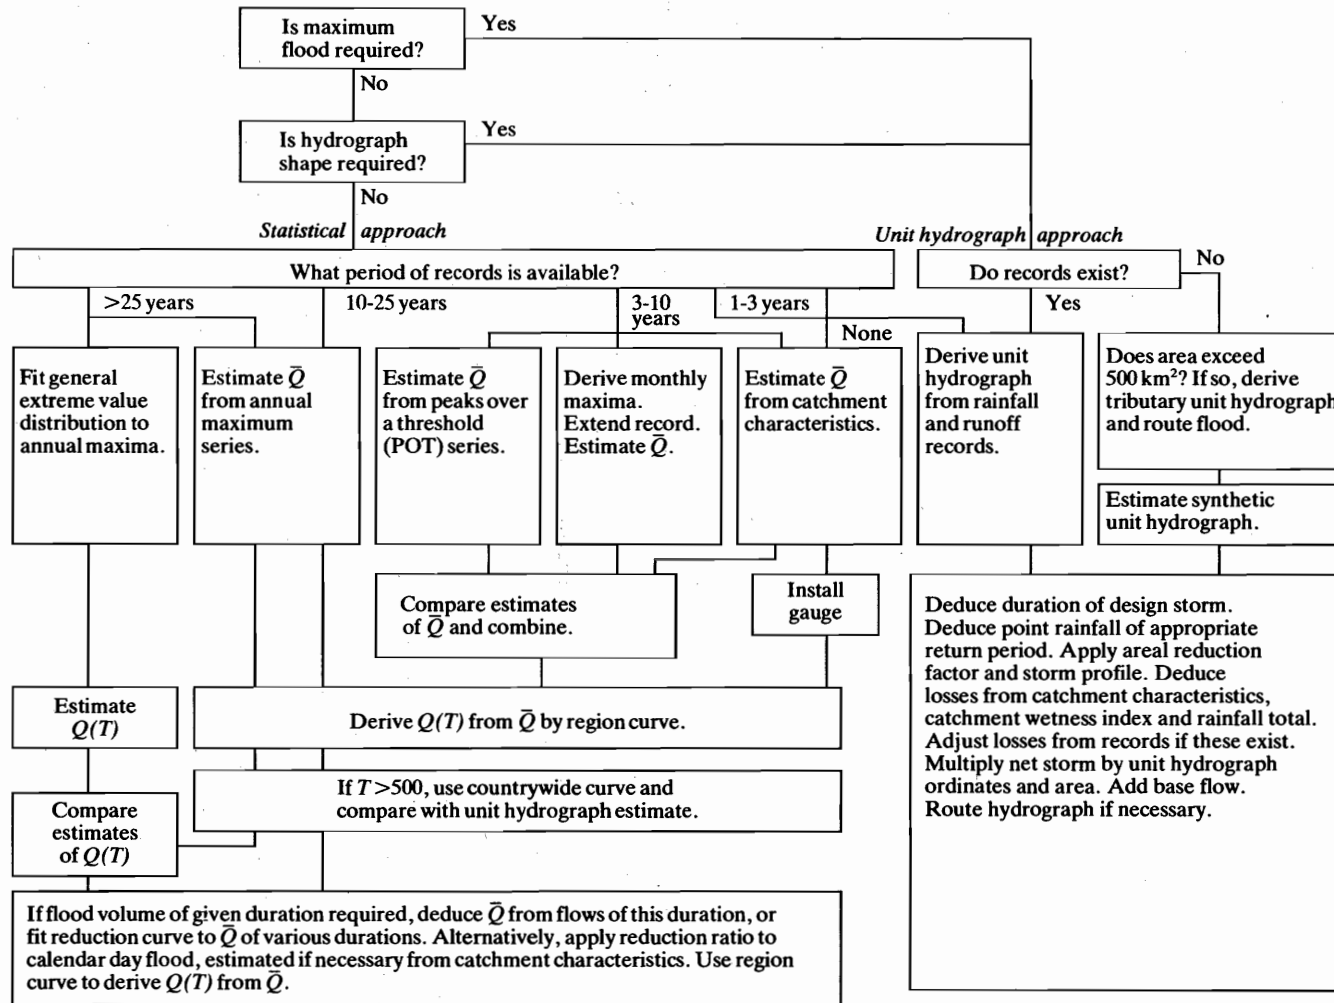 Is maximum
flood required?
Yes
No
Is hydrograph
shape required?
Yes
No
Statistical approach
Unit hydrograph approach
What period of records is available?
Do records exist?
No
Yes
>25 years
10-25 years
3-10
years
1-3 years
None
Fit general
extreme value
distribution to
annual maxima.
Estimate Q̄
from annual
maximum
series.
Estimate Q̄
from peaks over
a threshold
(POT) series.
Derive monthly
maxima.
Extend record.
Estimate Q̄.
Estimate Q̄
from catchment
characteristics.
Derive unit
hydrograph
from rainfall
and runoff
records.
Does area exceed
500 km²? If so, derive
tributary unit hydrograph
and route flood.
Estimate synthetic
unit hydrograph.
Compare estimates
of Q̄ and combine.
Install
gauge
Deduce duration of design storm.
Deduce point rainfall of appropriate
return period. Apply areal reduction
factor and storm profile. Deduce
losses from catchment characteristics,
catchment wetness index and rainfall total.
Adjust losses from records if these exist.
Multiply net storm by unit hydrograph
ordinates and area. Add base flow.
Route hydrograph if necessary.
Estimate
Q(T)
Derive Q(T) from Q̄ by region curve.
If T>500, use countrywide curve and
compare with unit hydrograph estimate.
Compare
estimates
of Q(T)
If flood volume of given duration required, deduce Q̄ from flows of this duration, or
fit reduction curve to Q̄ of various durations. Alternatively, apply reduction ratio to
calendar day flood, estimated if necessary from catchment characteristics. Use region
curve to derive Q(T) from Q̄.